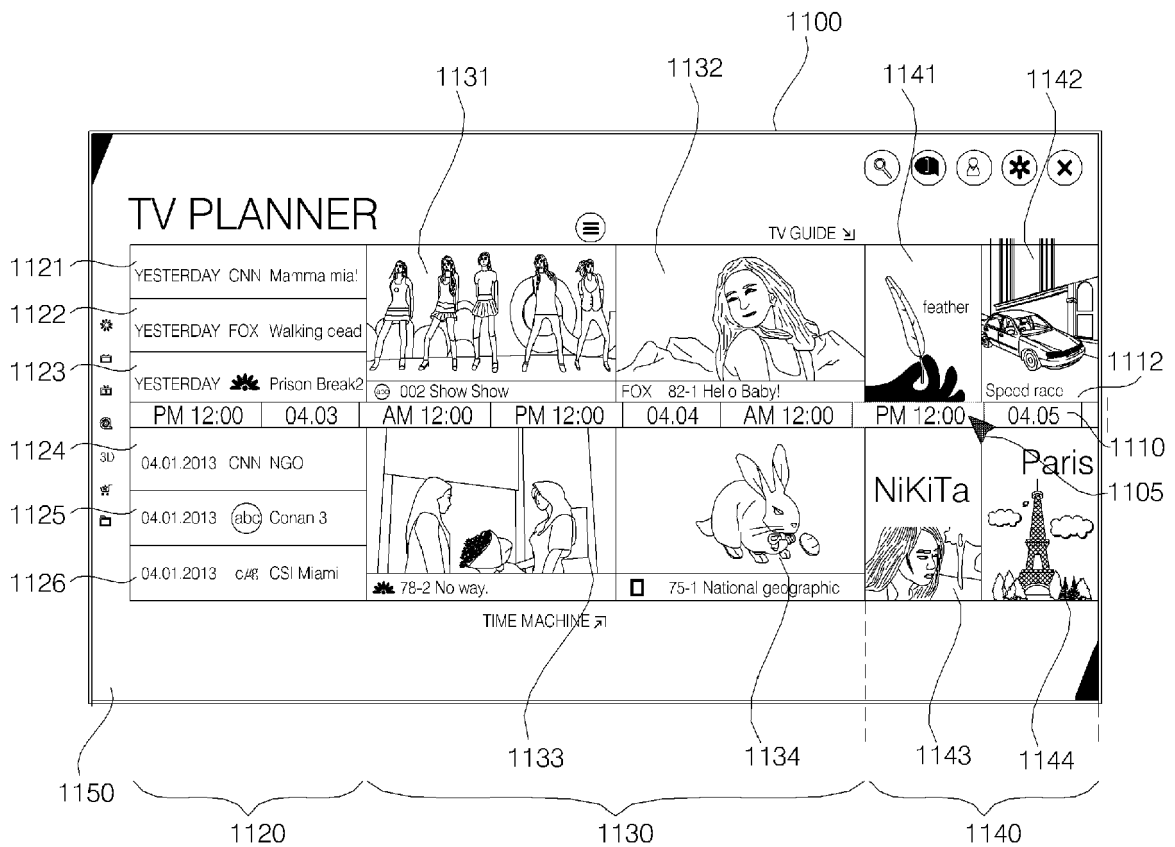 1100
1131
1132
1141
1142
TV PLANNER
TV GUIDE
1121
YESTERDAY CNN Mamma mia!
feather
1122
YESTERDAY FOX Walking cead
1123
YESTERDAY Prison Break2
abc 002 Show Show
FOX 82-1 Hello Baby!
Speed race
1112
PM 12:00 04.03 AM 12:00 PM 12:00 04.04 AM 12:00 PM 12:00 04.05
1110
1124
04.01.2013 CNN NGO
3D
NiKiTa
Paris
1105
1125
04.01.2013 abc Conan 3
1126
04.01.2013 CSI Miami
78-2 No way.
75-1 National geographic
TIME MACHINE
1133
1134
1143
1144
1150
1120
1130
1140